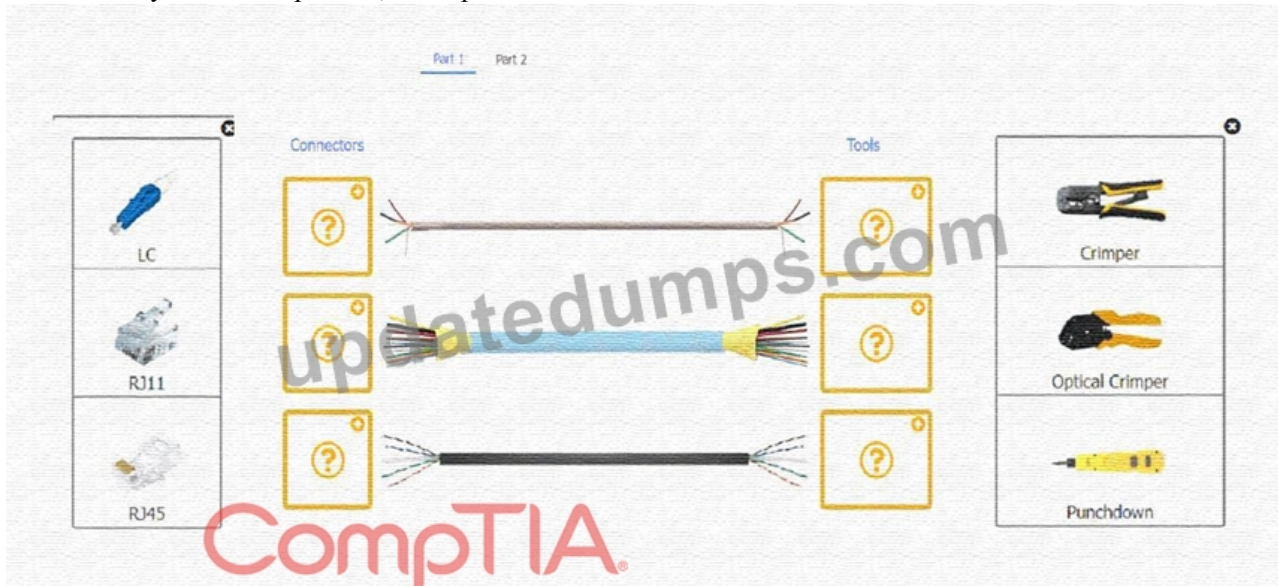 Part 1 Part 2
Connectors
Tools
LC
RJ11
RJ45
Crimper
Optical Crimper
Punchdown
updatedumps.com
CompTIA.